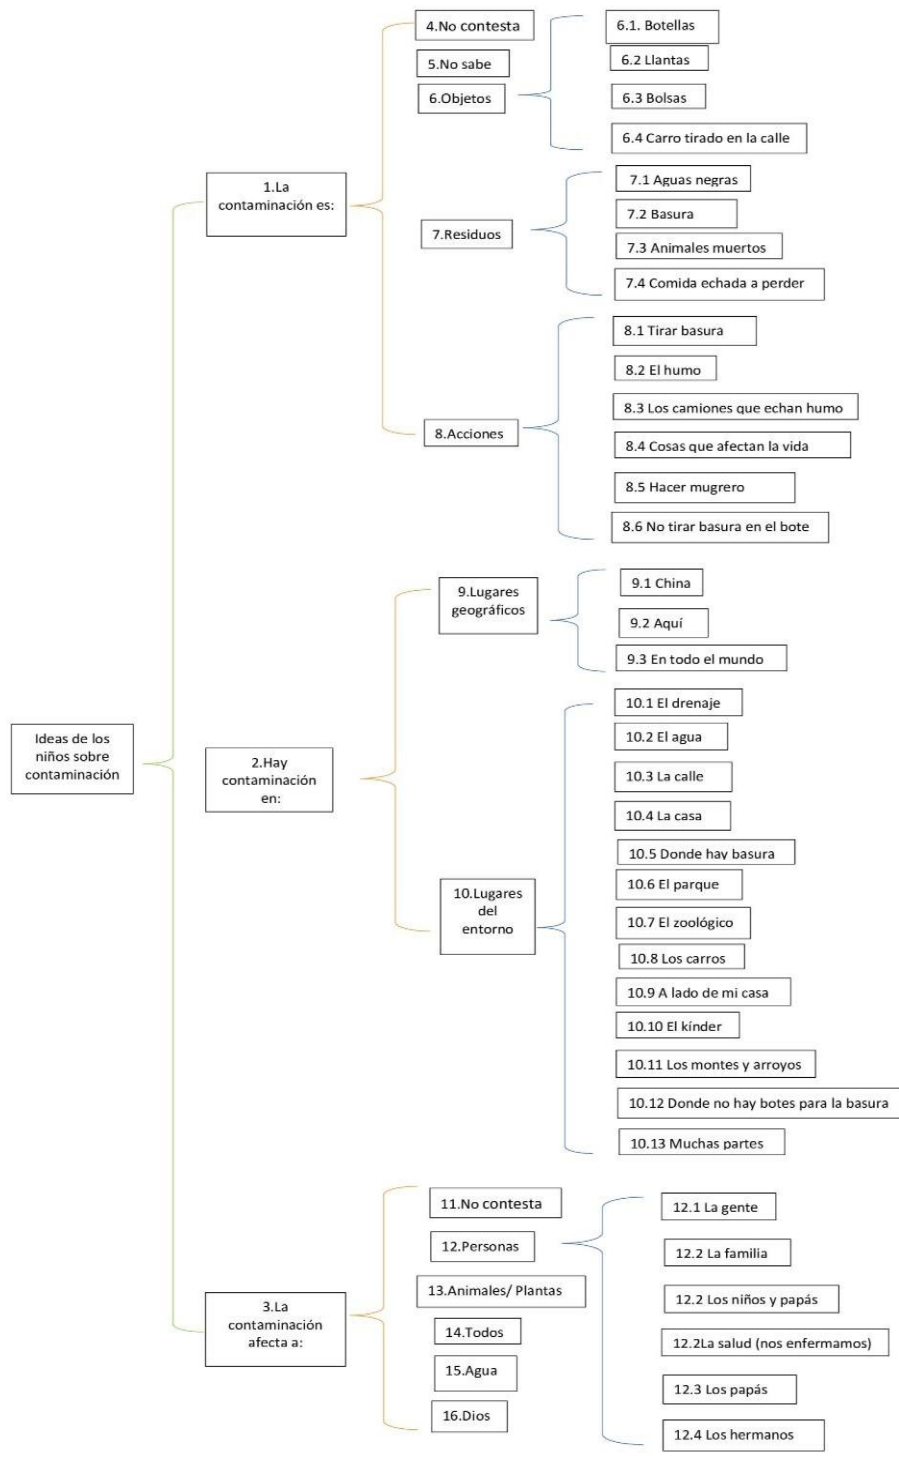 Ideas de los
niños sobre
contaminación
1.La
contaminación es:
4.No contesta
5.No sabe
6.Objetos
6.1. Botellas
6.2 Llantas
6.3 Bolsas
6.4 Carro tirado en la calle
7.Residuos
7.1 Aguas negras
7.2 Basura
7.3 Animales muertos
7.4 Comida echada a perder
8.Acciones
8.1 Tirar basura
8.2 El humo
8.3 Los camiones que echan humo
8.4 Cosas que afectan la vida
8.5 Hacer mugrero
8.6 No tirar basura en el bote
2.Hay
contaminación
en:
9.Lugares
geográficos
9.1 China
9.2 Aquí
9.3 En todo el mundo
10.Lugares
del
entorno
10.1 El drenaje
10.2 El agua
10.3 La calle
10.4 La casa
10.5 Donde hay basura
10.6 El parque
10.7 El zoológico
10.8 Los carros
10.9 A lado de mi casa
10.10 El kínder
10.11 Los montes y arroyos
10.12 Donde no hay botes para la basura
10.13 Muchas partes
3.La
contaminación
afecta a:
11.No contesta
12.Personas
12.1 La gente
12.2 La familia
12.2 Los niños y papás
12.2La salud (nos enfermamos)
12.3 Los papás
12.4 Los hermanos
13.Animales/ Plantas
14.Todos
15.Agua
16.Dios